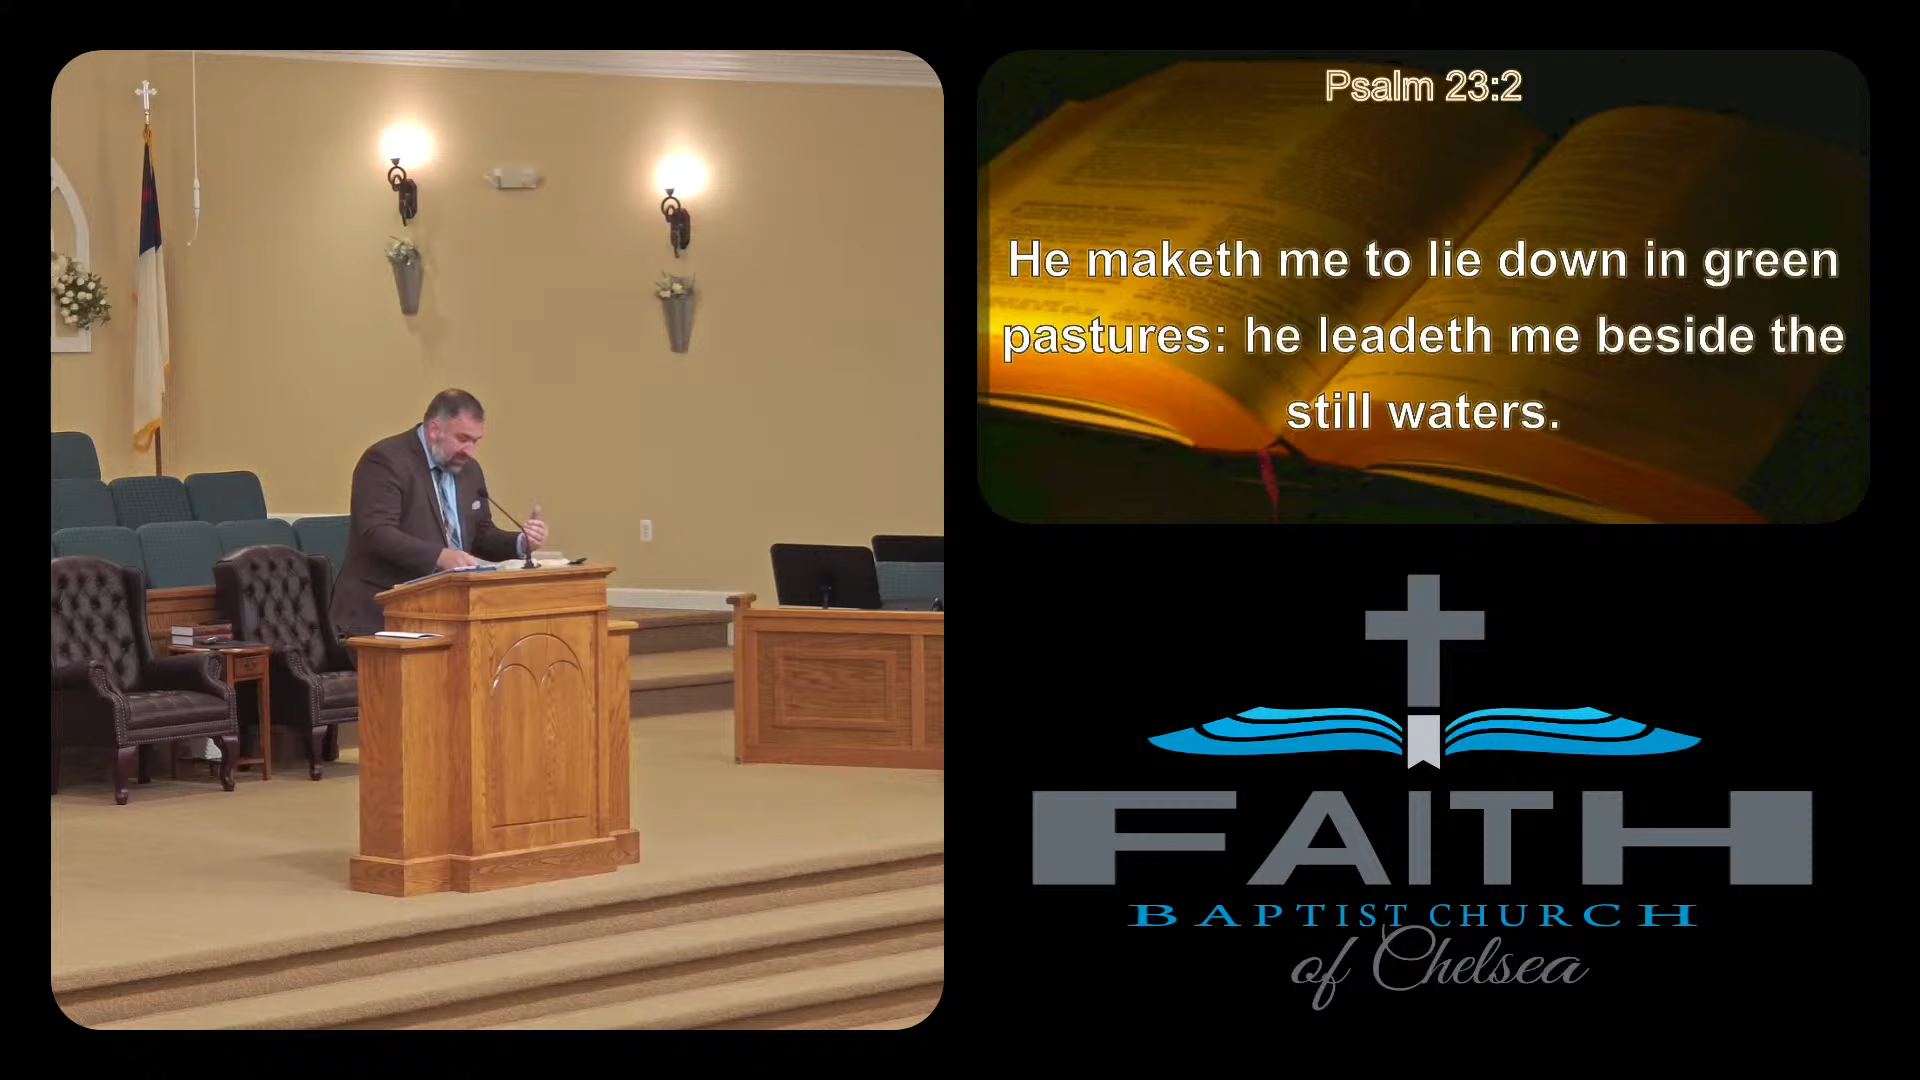 Psalm 23:2
He maketh me to lie down in green
pastures: he leadeth me beside the
still waters.
FAITH
BAPTIST CHURCH
of Chelsea